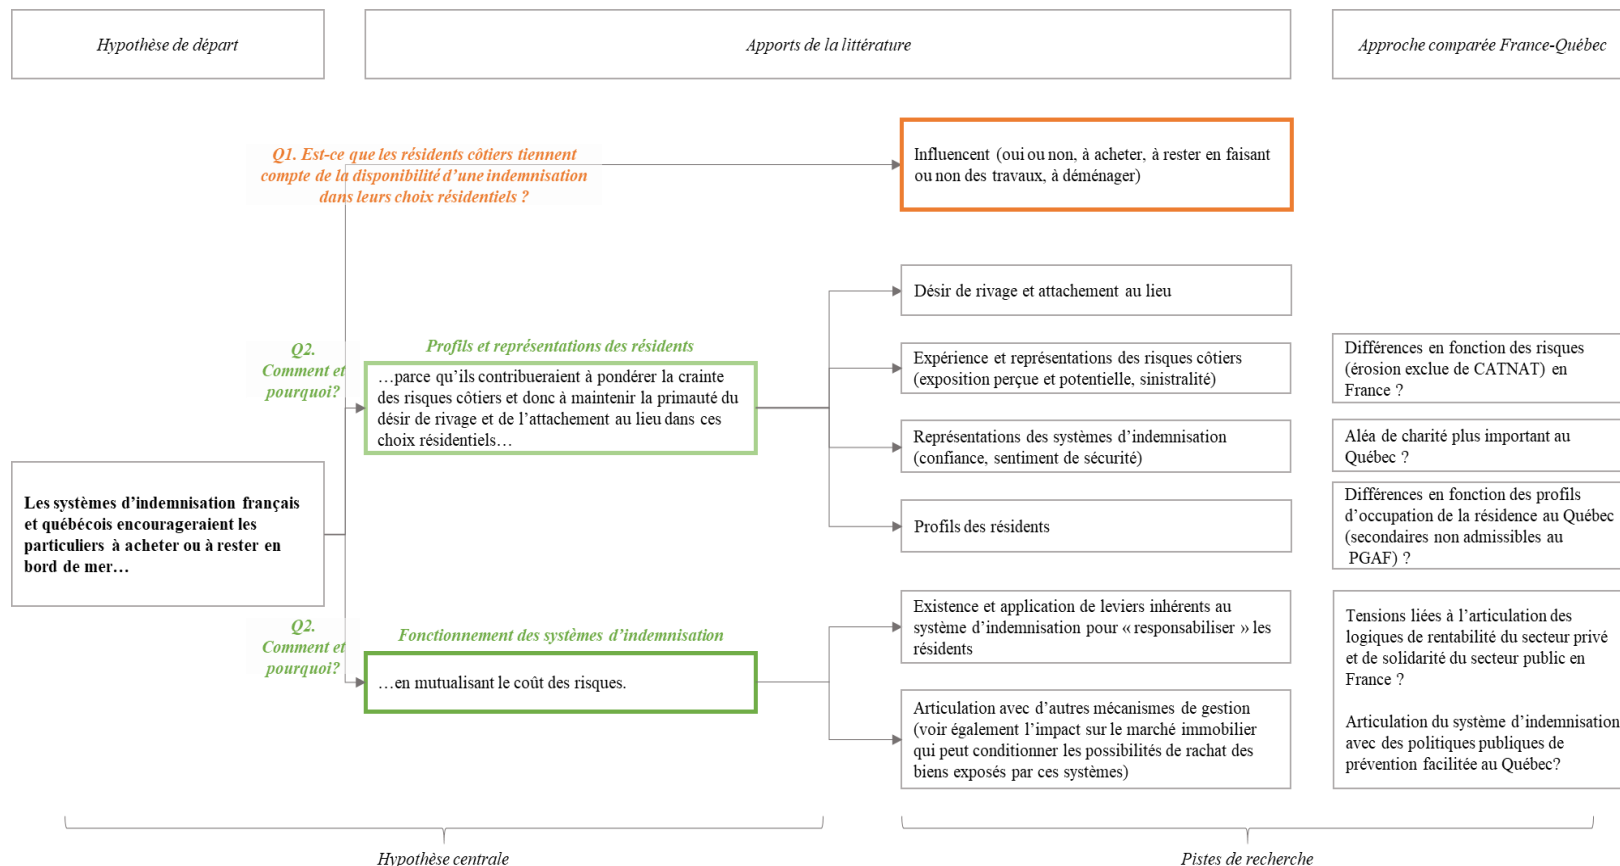 Hypothèse de départ
Apports de la littérature
Approche comparée France-Québec
Q1. Est-ce que les résidents côtiers tiennent
compte de la disponibilité d'une indemnisation
dans leurs choix résidentiels ?
Influencent (oui ou non, à acheter, à rester en faisant
ou non des travaux, à déménager)
Désir de rivage et attachement au lieu
Q2.
Comment et
pourquoi?
Profils et représentations des résidents
…parce qu'ils contribueraient à pondérer la crainte
des risques côtiers et donc à maintenir la primauté du
désir de rivage et de l'attachement au lieu dans ces
choix résidentiels…
Expérience et représentations des risques côtiers
(exposition perçue et potentielle, sinistralité)
Différences en fonction des risques
(érosion exclue de CATNAT) en
France ?
Représentations des systèmes d'indemnisation
(confiance, sentiment de sécurité)
Aléa de charité plus important au
Québec ?
Les systèmes d'indemnisation français
et québécois encourageraient les
particuliers à acheter ou à rester en
bord de mer…
Profils des résidents
Différences en fonction des profils
d'occupation de la résidence au Québec
(secondaires non admissibles au
PGAF) ?
Q2.
Comment et
pourquoi?
Fonctionnement des systèmes d'indemnisation
…en mutualisant le coût des risques.
Existence et application de leviers inhérents au
système d'indemnisation pour « responsabiliser » les
résidents
Articulation avec d'autres mécanismes de gestion
(voir également l'impact sur le marché immobilier
qui peut conditionner les possibilités de rachat des
biens exposés par ces systèmes)
Tensions liées à l'articulation des
logiques de rentabilité du secteur privé
et de solidarité du secteur public en
France ?
Articulation du système d'indemnisation
avec des politiques publiques de
prévention facilitée au Québec?
Hypothèse centrale
Pistes de recherche